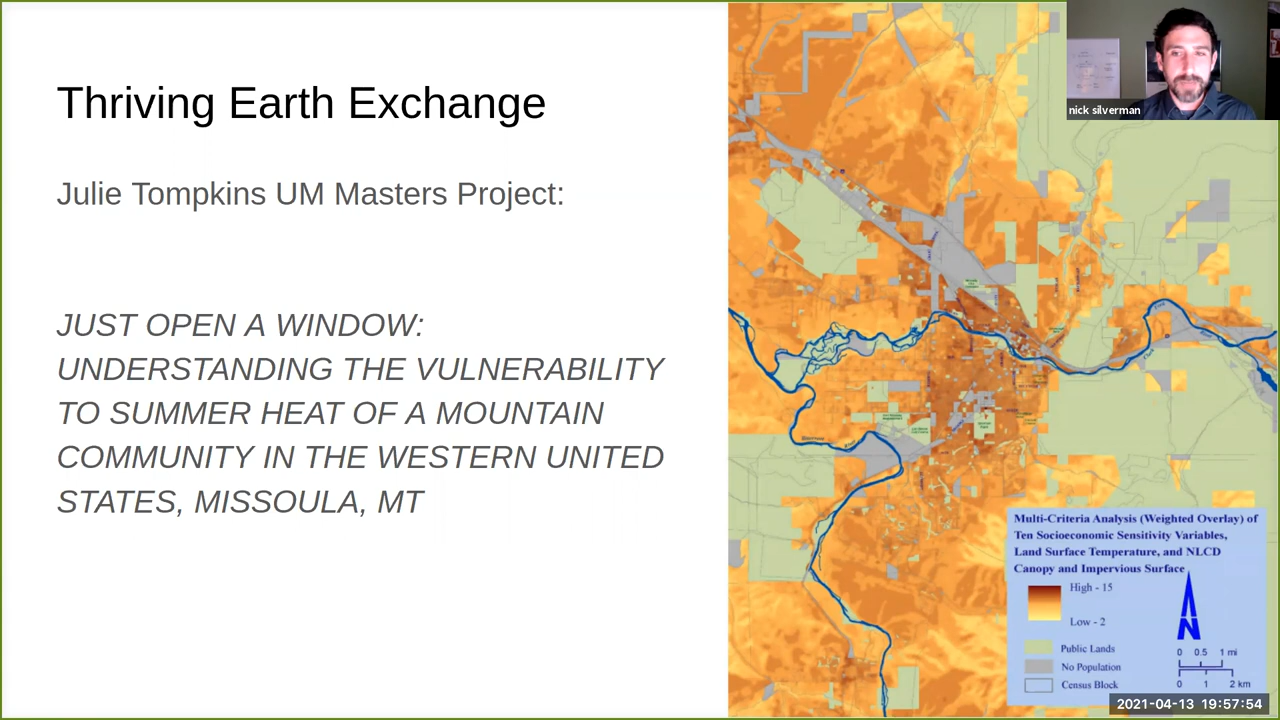 Thriving Earth Exchange
Julie Tompkins UM Masters Project:
JUST OPEN A WINDOW:
UNDERSTANDING THE VULNERABILITY
TO SUMMER HEAT OF A MOUNTAIN
COMMUNITY IN THE WESTERN UNITED
STATES, MISSOULA, MT
nick silverman
Multi-Criteria Analysis (Weighted Overlay) of
Ten Socioeconomic Sensitivity Variables,
Land Surface Temperature, and NLCD
Canopy and Impervious Surface
High - 15
Low - 2
N
Public Lands
No Population
Census Block
0 0.5 1 mi
0 1 2 km
2021-04-13 19:57:54